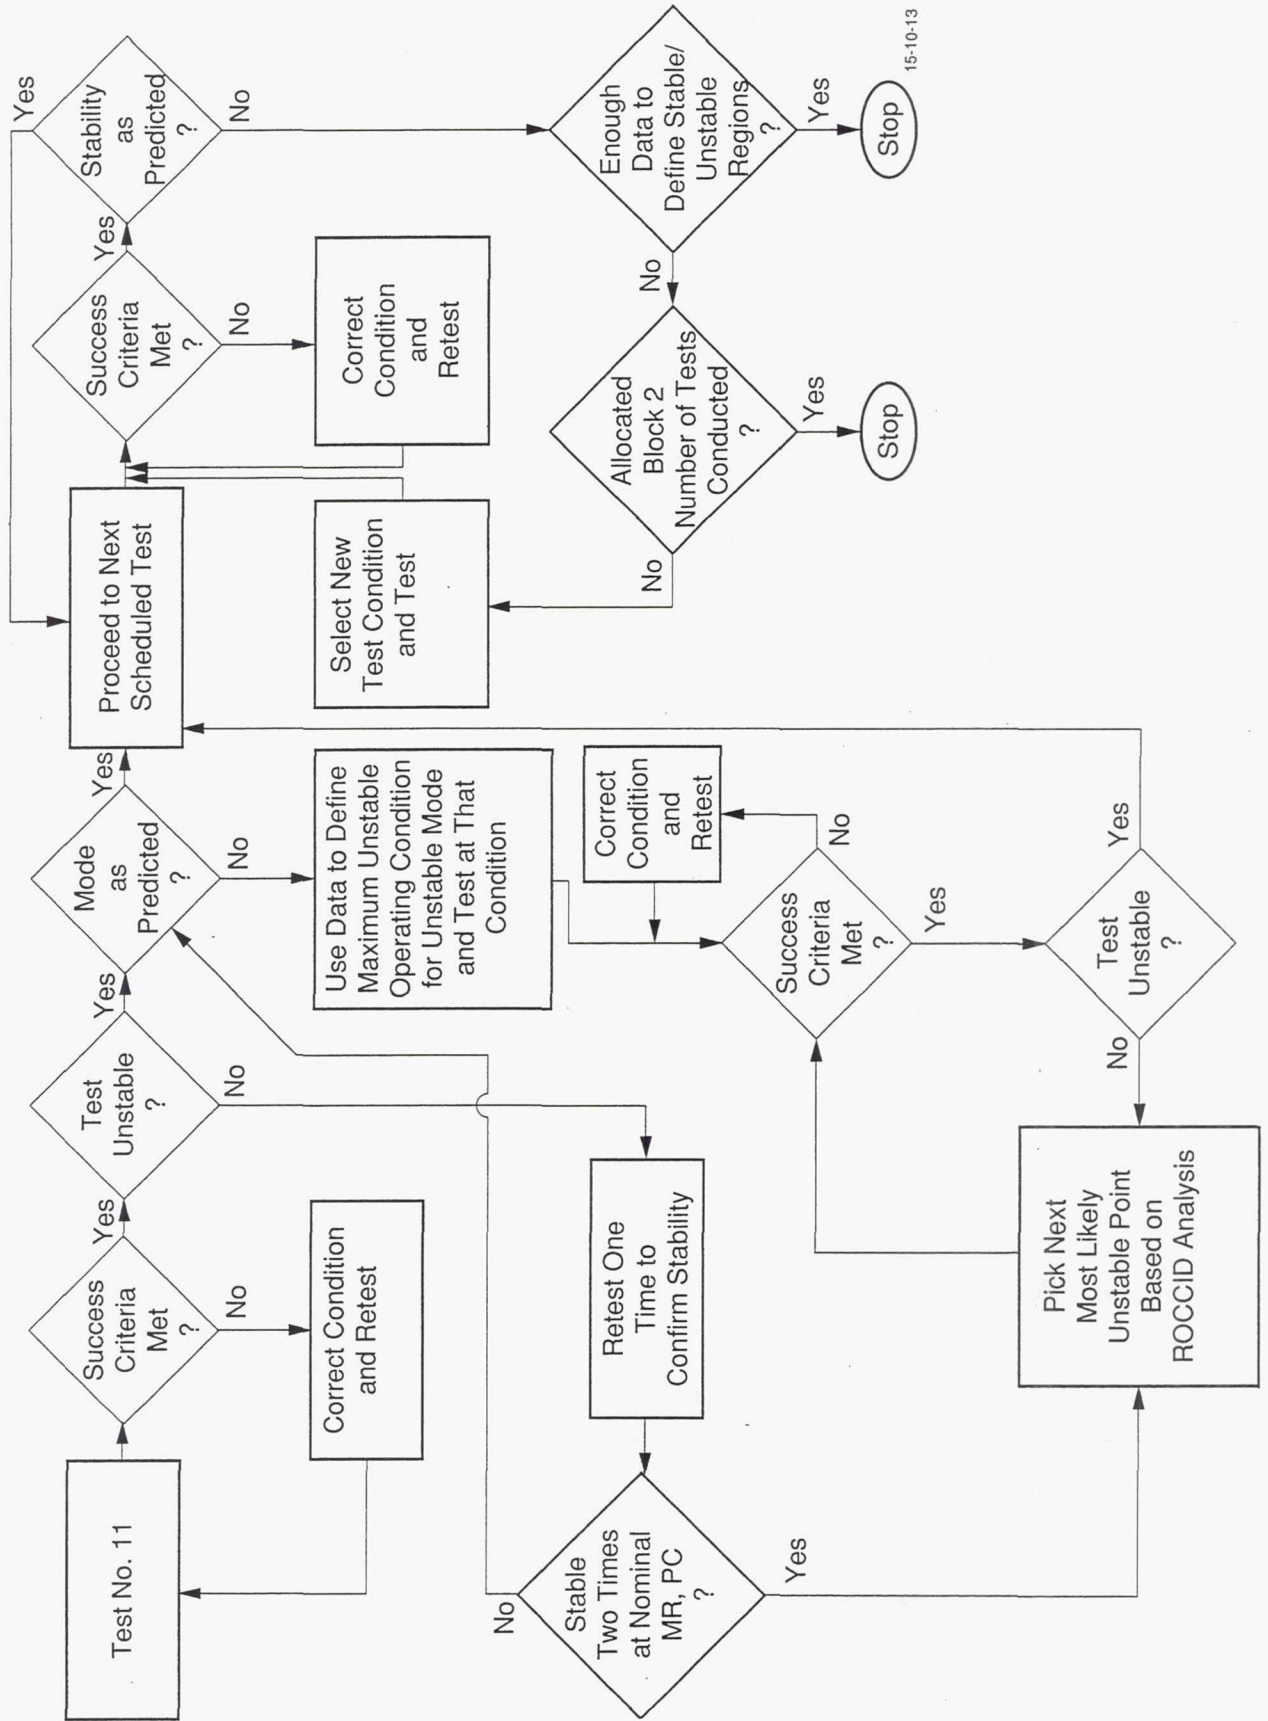 Test No. 11
Success
Criteria
Met
?
Yes
No
Correct Condition
and Retest
Test
Unstable
?
Yes
No
Mode
as
Predicted
?
Yes
No
Proceed to Next
Scheduled Test
Success
Criteria
Met
?
Yes
No
Stability
as
Predicted
?
Yes
No
Use Data to Define
Maximum Unstable
Operating Condition
for Unstable Mode
and Test at That
Condition
Select New
Test Condition
and Test
Correct
Condition
and
Retest
Stable
Two Times
at Nominal
MR, PC
?
No
Yes
Retest One
Time to
Confirm Stability
Success
Criteria
Met
?
No
Yes
Correct
Condition
and
Retest
Allocated
Block 2
Number of Tests
Conducted
?
No
Yes
Stop
Enough
Data to
Define Stable/
Unstable
Regions
?
No
Yes
Stop
Pick Next
Most Likely
Unstable Point
Based on
ROCCID Analysis
Test
Unstable
?
No
Yes
15-10-13